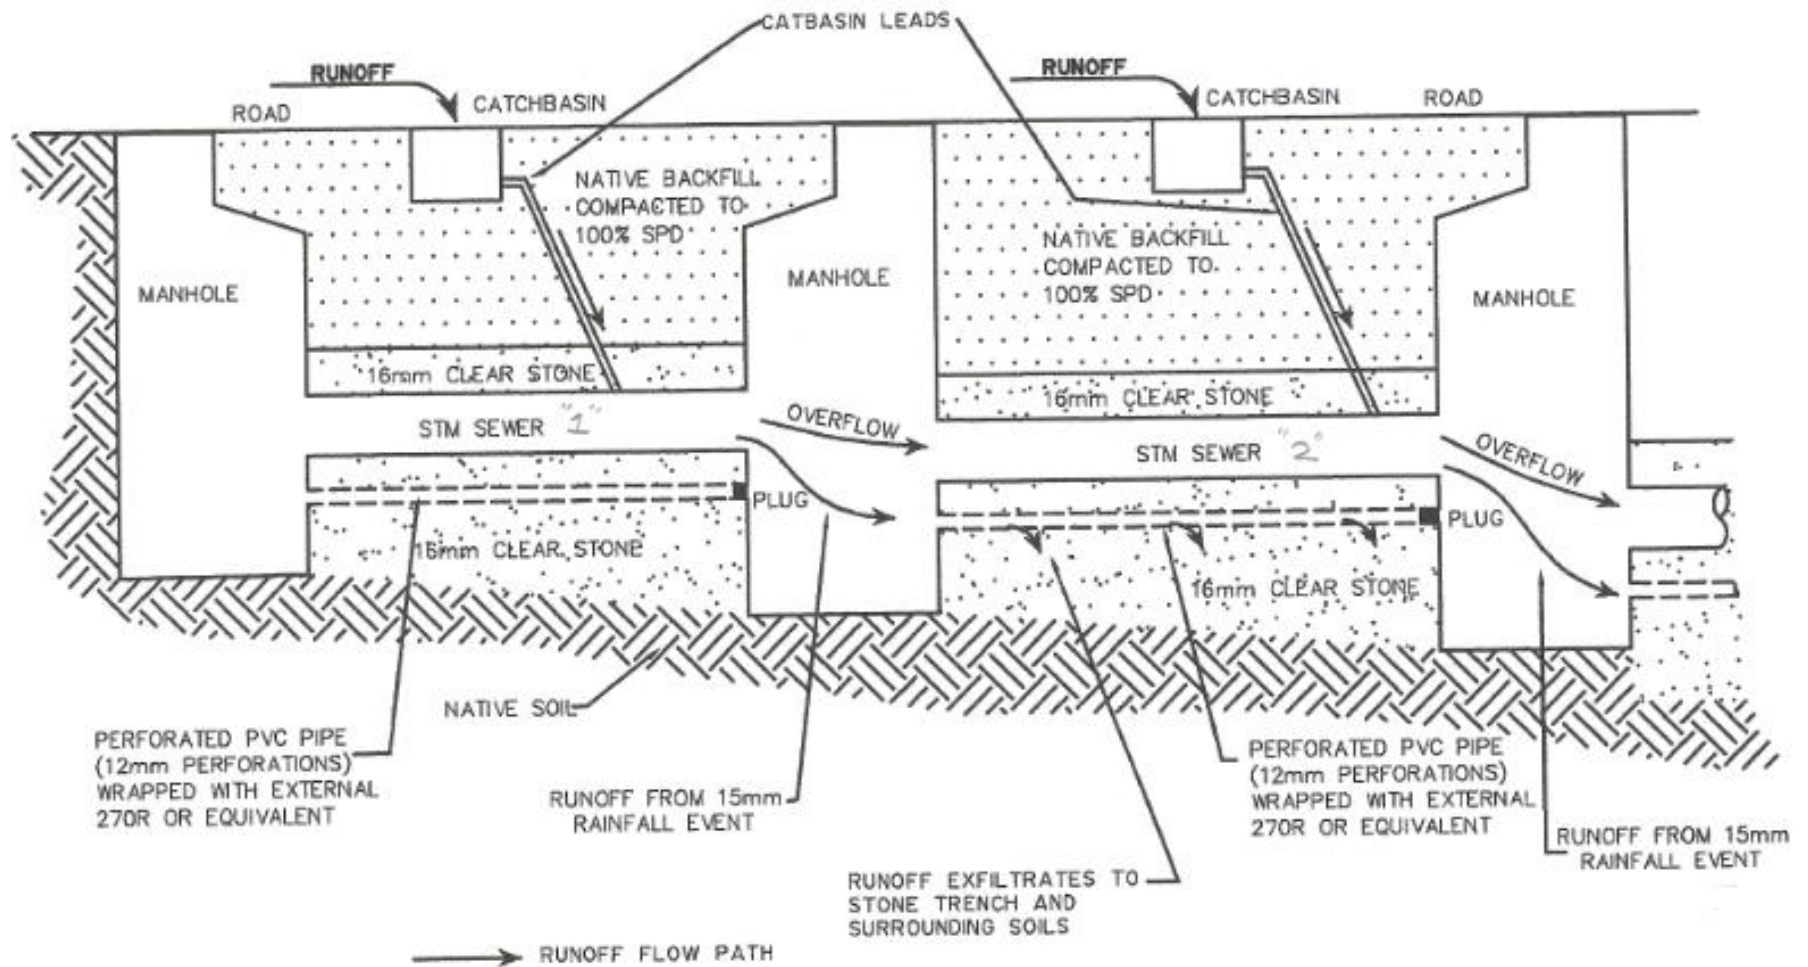 CATBASIN LEADS
RUNOFF
RUNOFF
ROAD
CATCHBASIN
CATCHBASIN
ROAD
NATIVE BACKFILL
COMPACTED TO
100% SPD
NATIVE BACKFILL
COMPACTED TO
100% SPD
MANHOLE
MANHOLE
MANHOLE
16mm CLEAR STONE
16mm CLEAR STONE
STM SEWER "1"
OVERFLOW
STM SEWER "2"
OVERFLOW
PLUG
PLUG
16mm CLEAR STONE
16mm CLEAR STONE
NATIVE SOIL
PERFORATED PVC PIPE
(12mm PERFORATIONS)
WRAPPED WITH EXTERNAL
270R OR EQUIVALENT
RUNOFF FROM 15mm
RAINFALL EVENT
PERFORATED PVC PIPE
(12mm PERFORATIONS)
WRAPPED WITH EXTERNAL
270R OR EQUIVALENT
RUNOFF FROM 15mm
RAINFALL EVENT
RUNOFF EXFILTRATES TO
STONE TRENCH AND
SURROUNDING SOILS
RUNOFF FLOW PATH